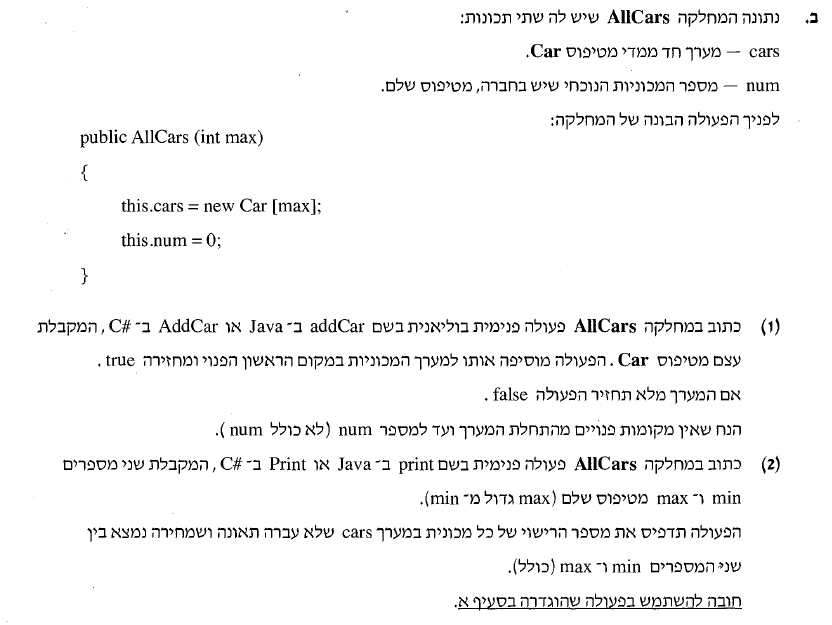 ב. נתונה המחלקה AllCars שיש לה שתי תכונות:
cars — מערך חד ממדי מטיפוס Car.
num — מספר המכוניות הנוכחי שיש בחברה, מטיפוס שלם.
לפניך הפעולה הבונה של המחלקה:
public AllCars (int max)
{
this.cars = new Car [max];
this.num = 0;
}
(1) כתוב במחלקה AllCars פעולה פנימית בוליאנית בשם addCar ב־ Java או AddCar ב־ C#, המקבלת
עצם מטיפוס Car. הפעולה מוסיפה אותו למערך המכוניות במקום הראשון הפנוי ומחזירה true.
אם המערך מלא תחזיר הפעולה false.
הנח שאין מקומות פנויים מהתחלת המערך ועד למספר num (לא כולל num).
(2) כתוב במחלקה AllCars פעולה פנימית בשם print ב־ Java או Print ב־ C#, המקבלת שני מספרים
min ו־ max מטיפוס שלם (max גדול מ־ min).
הפעולה תדפיס את מספר הרישוי של כל מכונית במערך cars שלא עברה תאונה ושמחירה נמצא בין
שני המספרים min ו־ max (כולל).
חובה להשתמש בפעולה שהוגדרה בסעיף א.